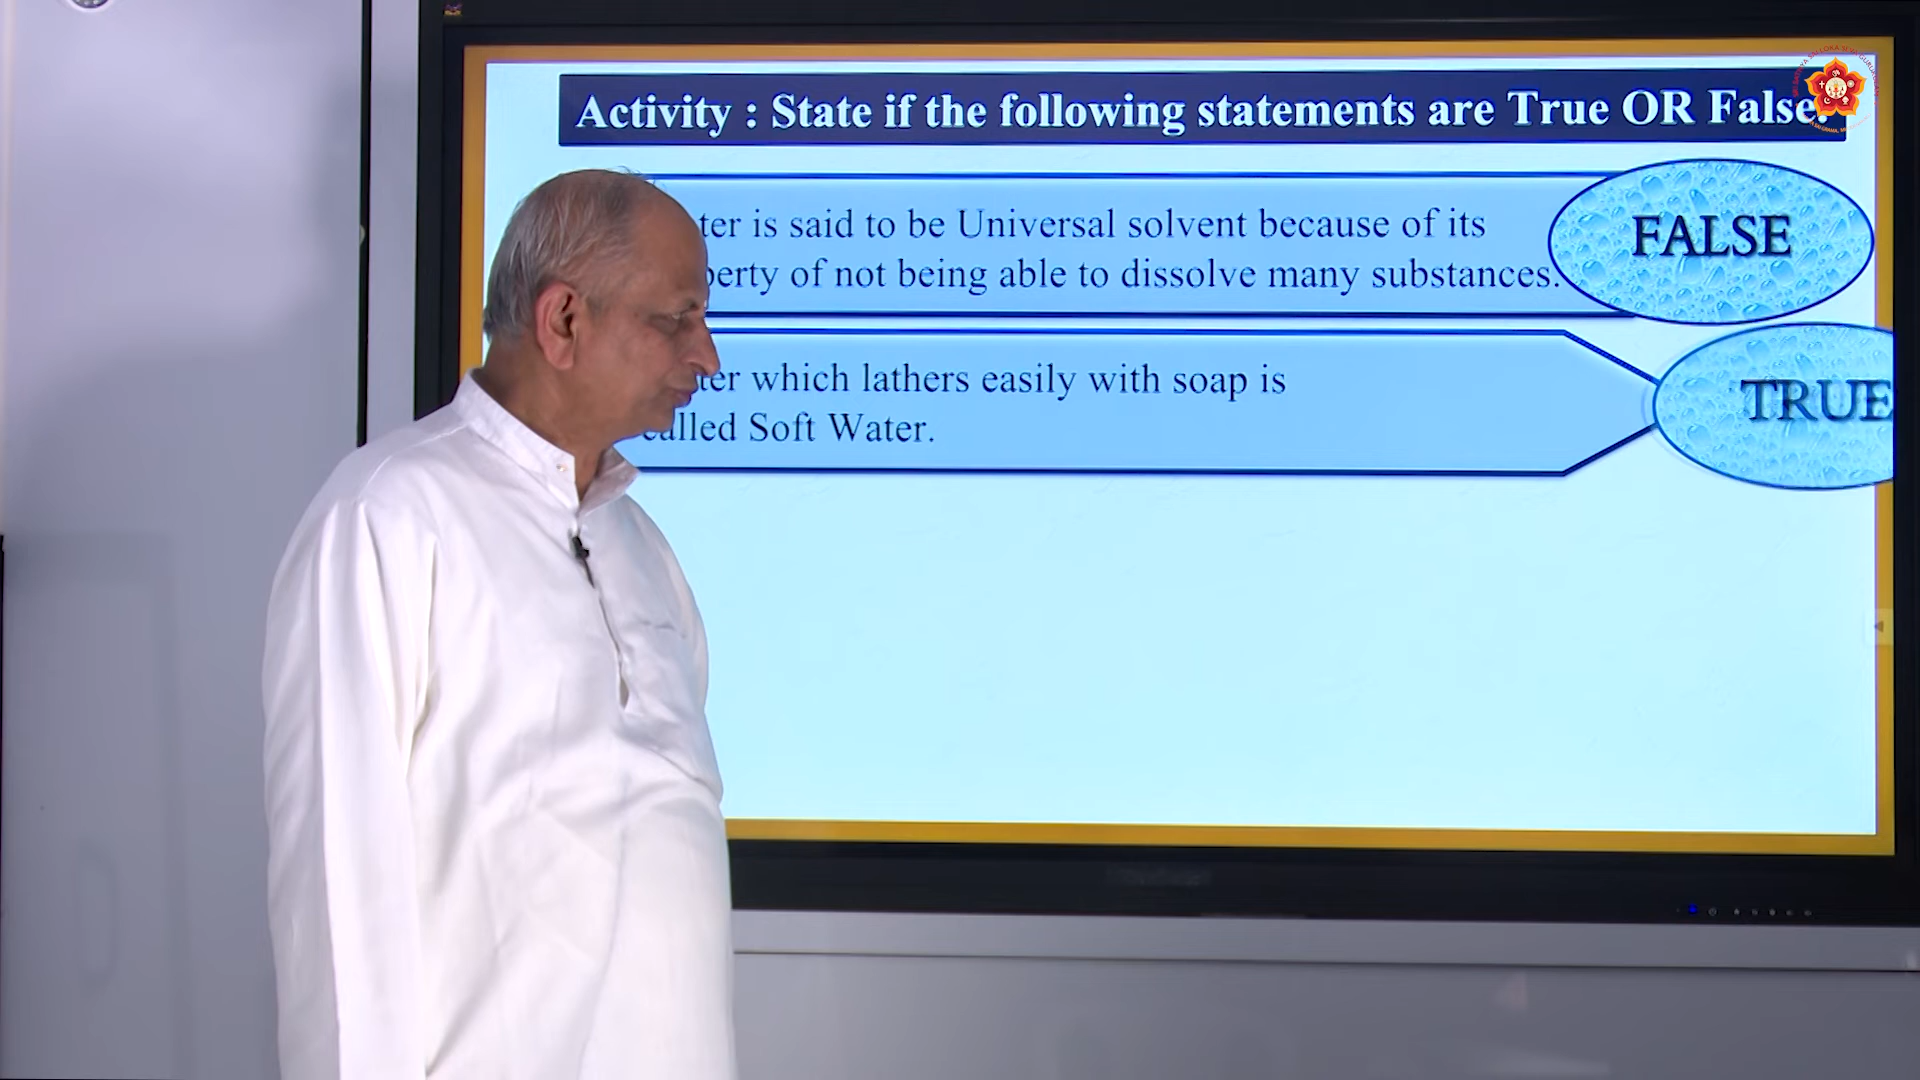 Activity : State if the following statements are True OR False.
ter is said to be Universal solvent because of its
perty of not being able to dissolve many substances.
FALSE
ter which lathers easily with soap is
called Soft Water.
TRUE